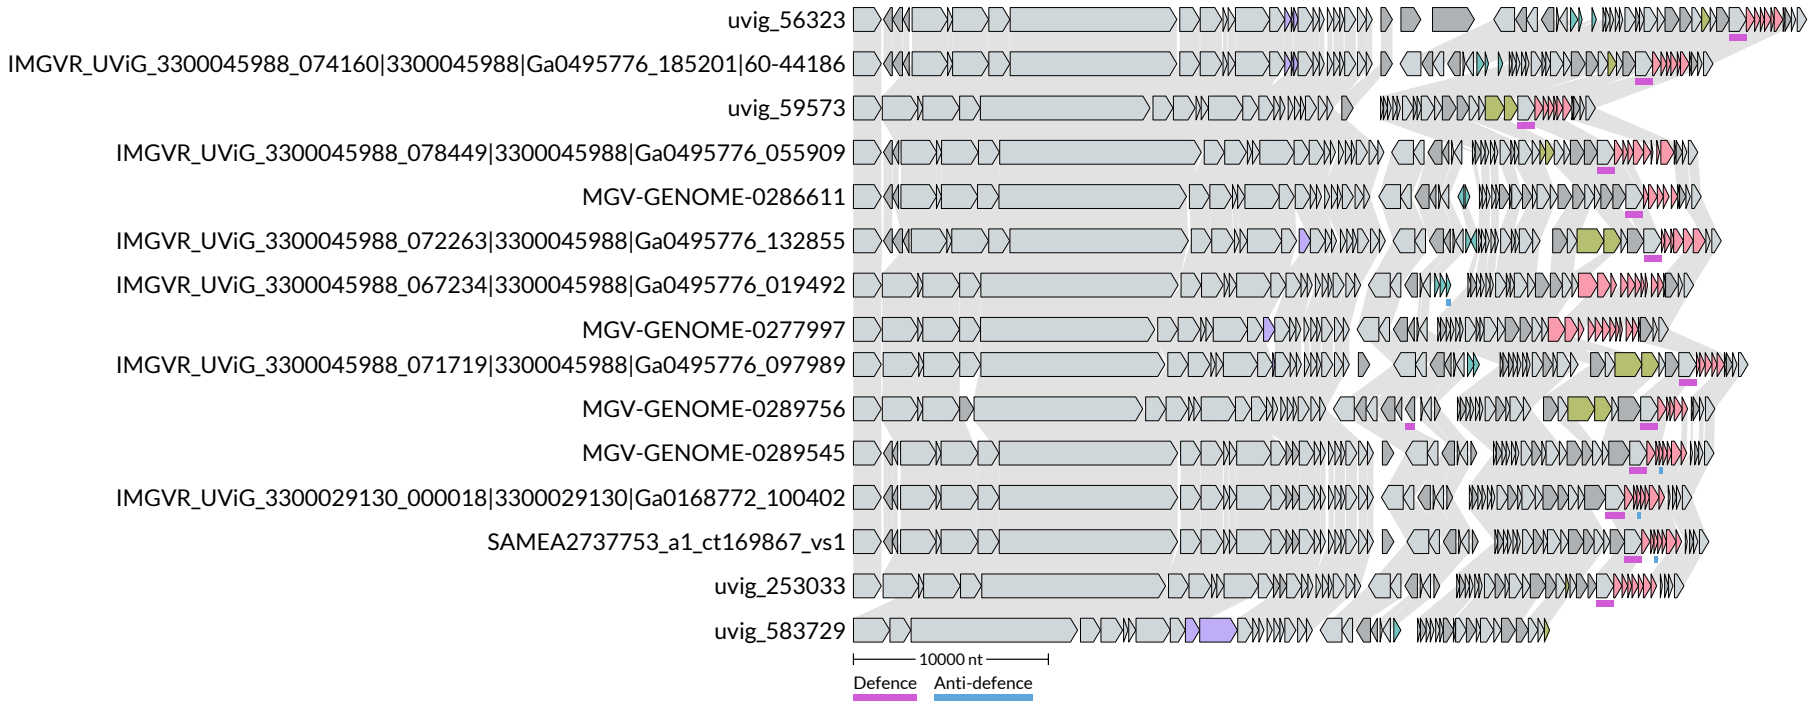 uvig_56323
IMGVR_UViG_3300045988_074160|3300045988|Ga0495776_185201|60-44186
uvig_59573
IMGVR_UViG_3300045988_078449|3300045988|Ga0495776_055909
MGV-GENOME-0286611
IMGVR_UViG_3300045988_072263|3300045988|Ga0495776_132855
IMGVR_UViG_3300045988_067234|3300045988|Ga0495776_019492
MGV-GENOME-0277997
IMGVR_UViG_3300045988_071719|3300045988|Ga0495776_097989
MGV-GENOME-0289756
MGV-GENOME-0289545
IMGVR_UViG_3300029130_000018|3300029130|Ga0168772_100402
SAMEA2737753_a1_ct169867_vs1
uvig_253033
uvig_583729
10000 nt
Defence Anti-defence